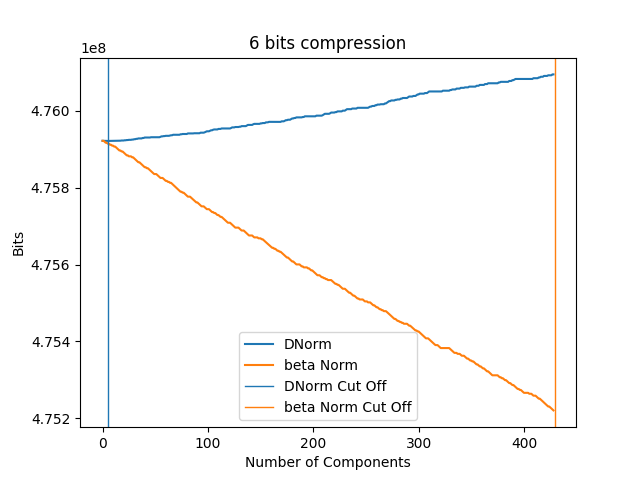 6 bits compression
1e8
4.760
4.758
4.756
4.754
4.752
Bits
DNorm
beta Norm
DNorm Cut Off
beta Norm Cut Off
0 100 200 300 400
Number of Components